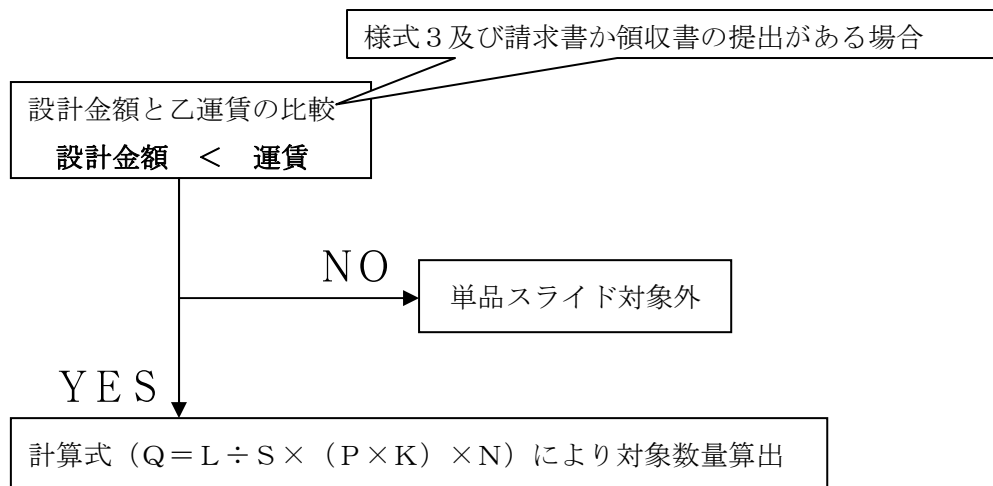 様式３及び請求書か領収書の提出がある場合
設計金額と乙運賃の比較
設計金額　＜　運賃
ＮＯ
単品スライド対象外
ＹＥＳ
計算式（Ｑ＝Ｌ÷Ｓ×（Ｐ×Ｋ）×Ｎ）により対象数量算出